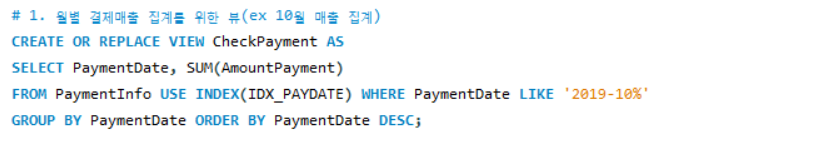 # 1. 월별 결제매출 집계를 위한 뷰(ex 10월 매출 집계)
CREATE OR REPLACE VIEW CheckPayment AS
SELECT PaymentDate, SUM(AmountPayment)
FROM PaymentInfo USE INDEX(IDX_PAYDATE) WHERE PaymentDate LIKE '2019-10%'
GROUP BY PaymentDate ORDER BY PaymentDate DESC;